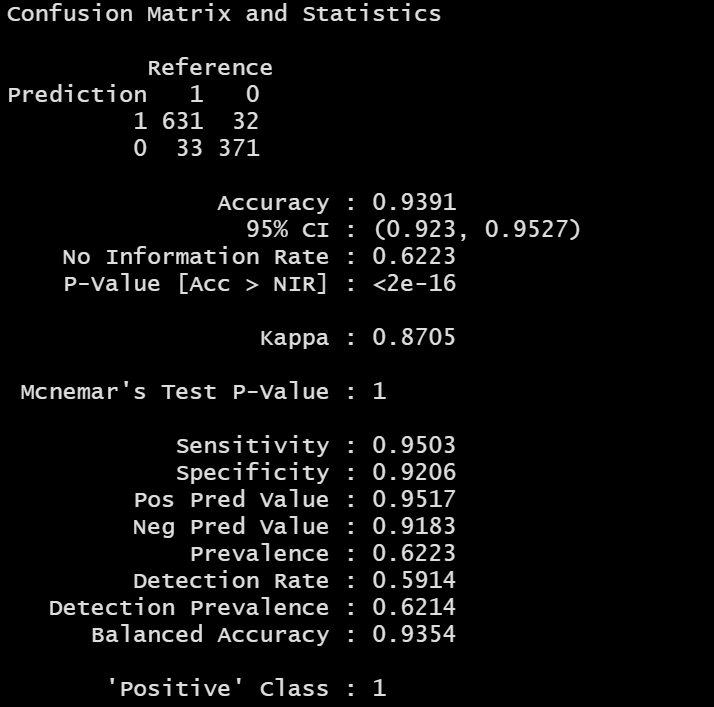 Confusion Matrix and Statistics
Reference
Prediction 1 0
1 631 32
0 33 371
Accuracy : 0.9391
95% CI : (0.923, 0.9527)
No Information Rate : 0.6223
P-Value [Acc > NIR] : <2e-16
Kappa : 0.8705
Mcnemar's Test P-Value : 1
Sensitivity : 0.9503
Specificity : 0.9206
Pos Pred Value : 0.9517
Neg Pred Value : 0.9183
Prevalence : 0.6223
Detection Rate : 0.5914
Detection Prevalence : 0.6214
Balanced Accuracy : 0.9354
'Positive' Class : 1